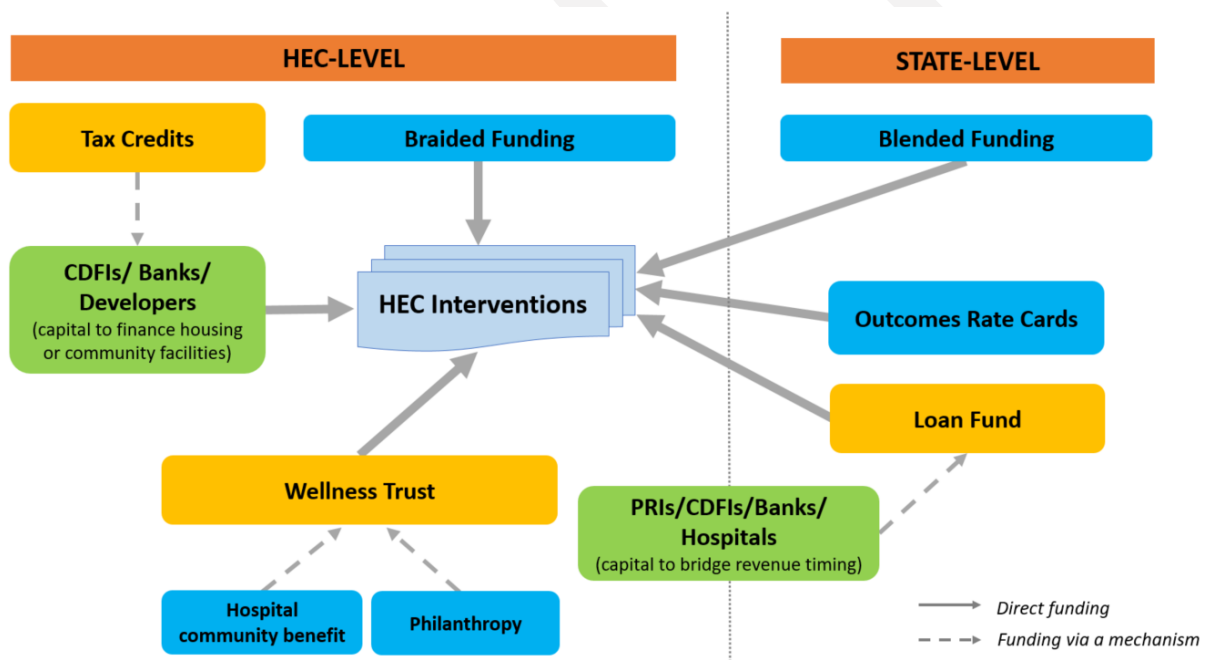 HEC-LEVEL
STATE-LEVEL
Tax Credits
Braided Funding
Blended Funding
CDFIs/ Banks/
Developers
(capital to finance housing
or community facilities)
HEC Interventions
Outcomes Rate Cards
Loan Fund
Wellness Trust
PRIs/CDFIs/Banks/
Hospitals
(capital to bridge revenue timing)
Hospital
community benefit
Philanthropy
Direct funding
Funding via a mechanism